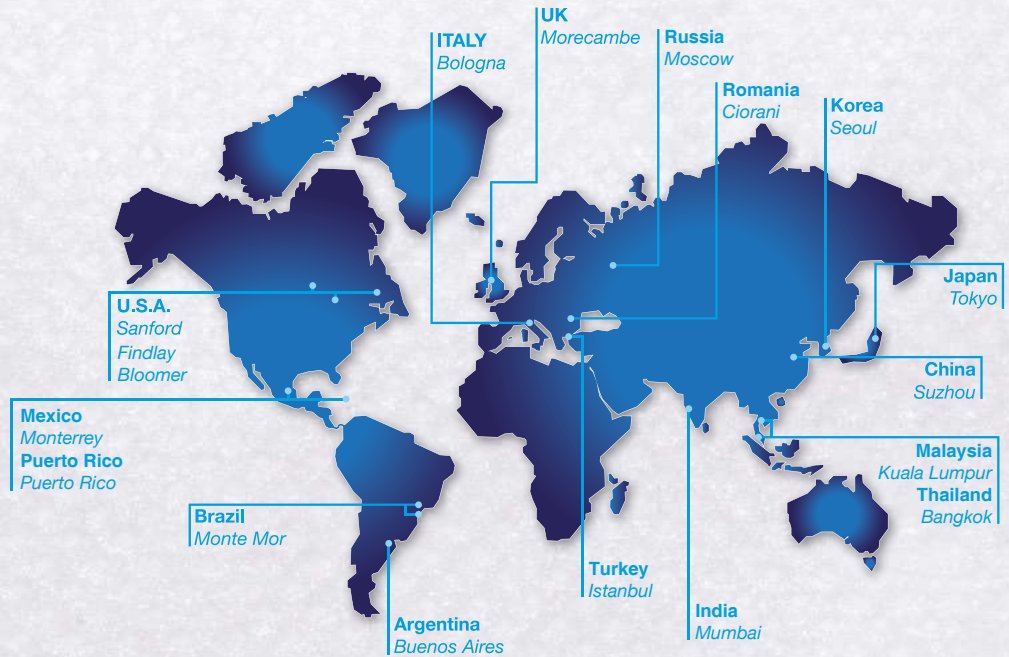 UK
Morecambe
ITALY
Bologna
Russia
Moscow
Romania
Ciorani
Korea
Seoul
Japan
Tokyo
U.S.A.
Sanford
Findlay
Bloomer
China
Suzhou
Mexico
Monterrey
Puerto Rico
Puerto Rico
Malaysia
Kuala Lumpur
Thailand
Bangkok
Brazil
Monte Mor
Turkey
Istanbul
India
Mumbai
Argentina
Buenos Aires